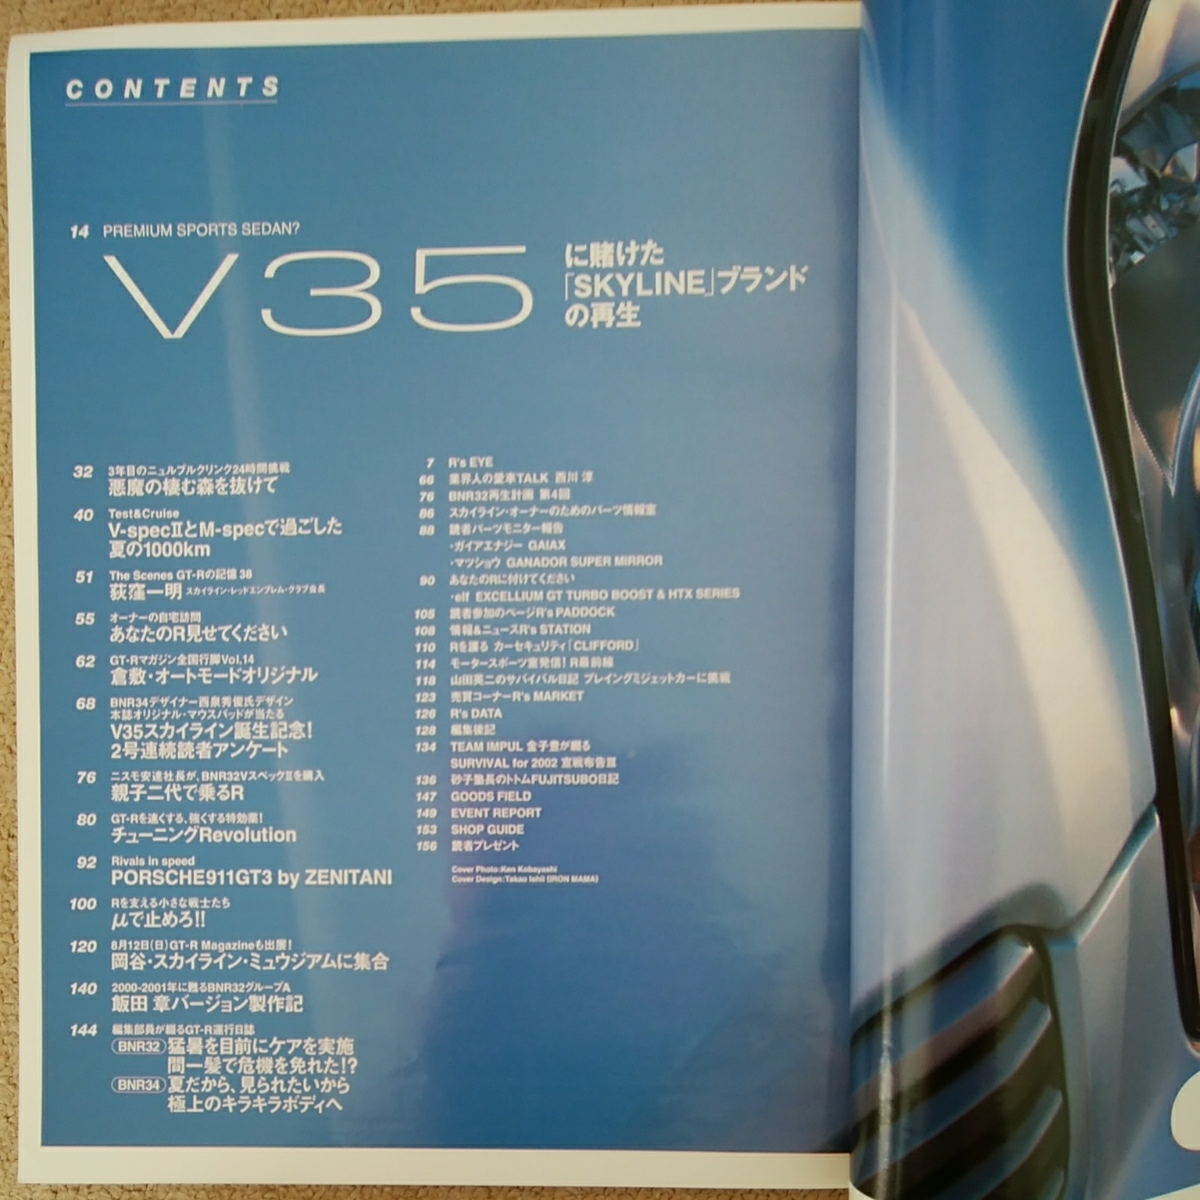 CONTENTS
14 PREMIUM SPORTS SEDAN?
V35
に賭けた
「SKYLINE」ブランド
の再生
32 3年目のニュルブルクリンク24時間挑戦
悪魔の棲む森を抜けて
40 Test&Cruise
V-specⅡとM-specで過ごした
夏の1000km
51 The Scenes GT-Rの記憶 38
荻窪一明 スカイライン・レッドエンブレム・クラブ会長
55 オーナーの自宅訪問
あなたのR見せてください
62 GT-Rマガジン全国行脚Vol.14
倉敷・オートモードオリジナル
68 BNR34デザイナー西泉秀俊氏デザイン
本誌オリジナル・マウスパッドが当たる
V35スカイライン誕生記念!
2号連続読者アンケート
76 ニスモ安達社長が、BNR32VスペックⅡを購入
親子二代で乗るR
80 GT-Rを速くする、強くする特効薬!
チューニングRevolution
92 Rivals in speed
PORSCHE911GT3 by ZENITANI
100 Rを支える小さな戦士たち
μで止めろ!!
120 8月12日(日)GT-R Magazineも出展!
岡谷・スカイライン・ミュウジアムに集合
140 2000-2001年に甦るBNR32グループA
飯田 章バージョン製作記
144 編集部員が綴るGT-R運行日誌
BNR32 猛暑を目前にケアを実施
間一髪で危機を免れた!?
BNR34 夏だから、見られたいから
極上のキラキラボディへ
7 R's EYE
66 業界人の愛車TALK 西川 淳
76 BNR32再生計画 第4回
86 スカイライン・オーナーのためのパーツ情報室
88 読者パーツモニター報告
・ガイアエナジー GAIAX
・マツショウ GANADOR SUPER MIRROR
90 あなたのRに付けてください
・elf EXCELLIUM GT TURBO BOOST & HTX SERIES
105 読者参加のページR's PADDOCK
108 情報&ニュースR's STATION
110 Rを護る カーセキュリティ「CLIFFORD」
114 モータースポーツ室発信! R最前線
118 山田英二のサバイバル日記 プレイングミジェットカーに挑戦
123 売買コーナーR's MARKET
126 R's DATA
128 編集後記
134 TEAM IMPUL 金子豊が綴る
SURVIVAL for 2002 宣戦布告Ⅲ
136 砂子塾長のトムFUJITSUBO日記
147 GOODS FIELD
149 EVENT REPORT
153 SHOP GUIDE
156 読者プレゼント
Cover Photo:Ken Kobayashi
Cover Design:Takao Ishii (IRON MAMA)